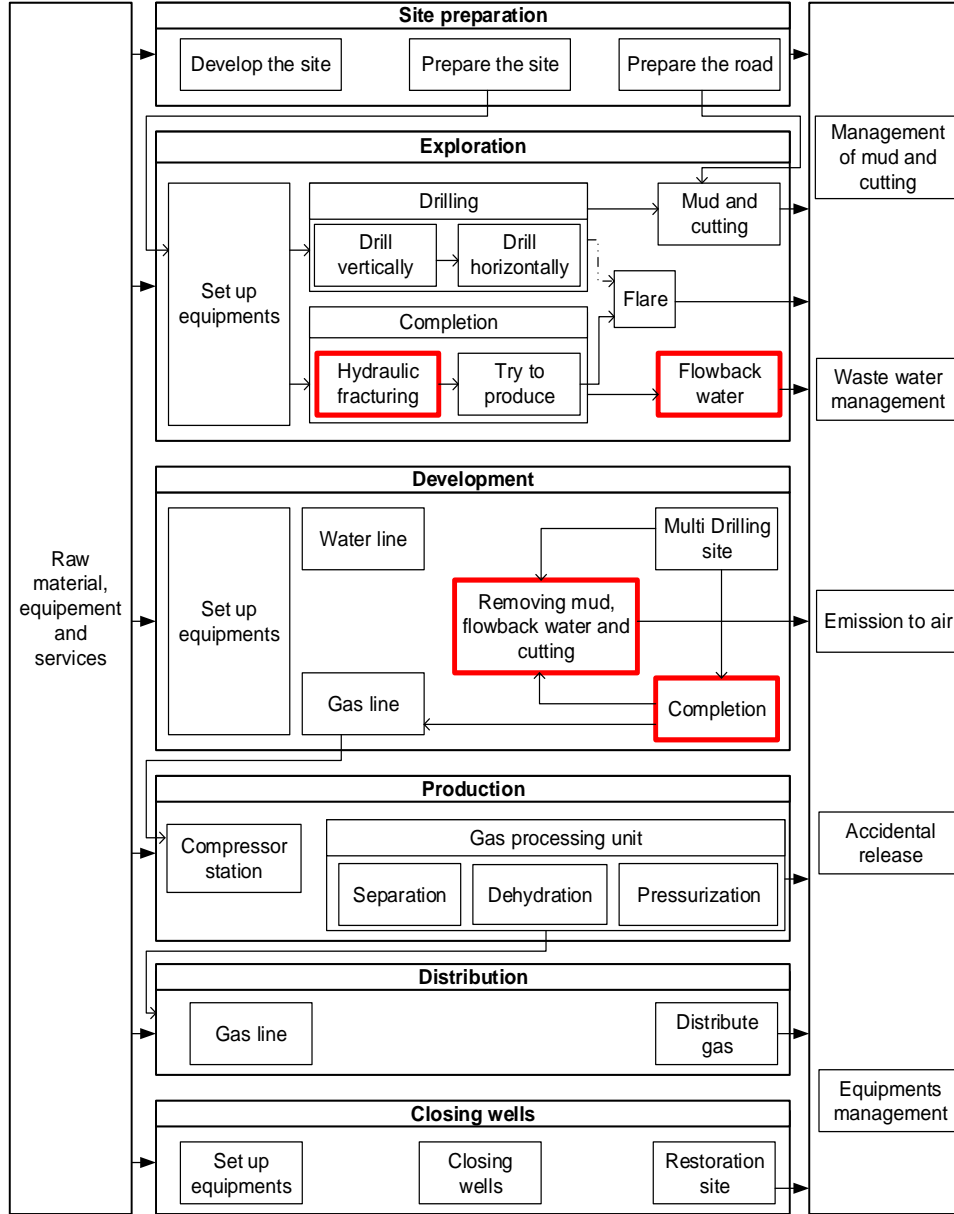 Site preparation
Develop the site
Prepare the site
Prepare the road
Exploration
Set up
equipments
Drilling
Drill
vertically
Drill
horizontally
Mud and
cutting
Flare
Completion
Hydraulic
fracturing
Try to
produce
Flowback
water
Development
Set up
equipments
Water line
Multi Drilling
site
Removing mud,
flowback water and
cutting
Gas line
Completion
Production
Compressor
station
Gas processing unit
Separation
Dehydration
Pressurization
Distribution
Gas line
Distribute
gas
Closing wells
Set up
equipments
Closing
wells
Restoration
site
Raw
material,
equipement and
services
Management
of mud and
cutting
Waste water
management
Emission to air
Accidental
release
Equipments
management